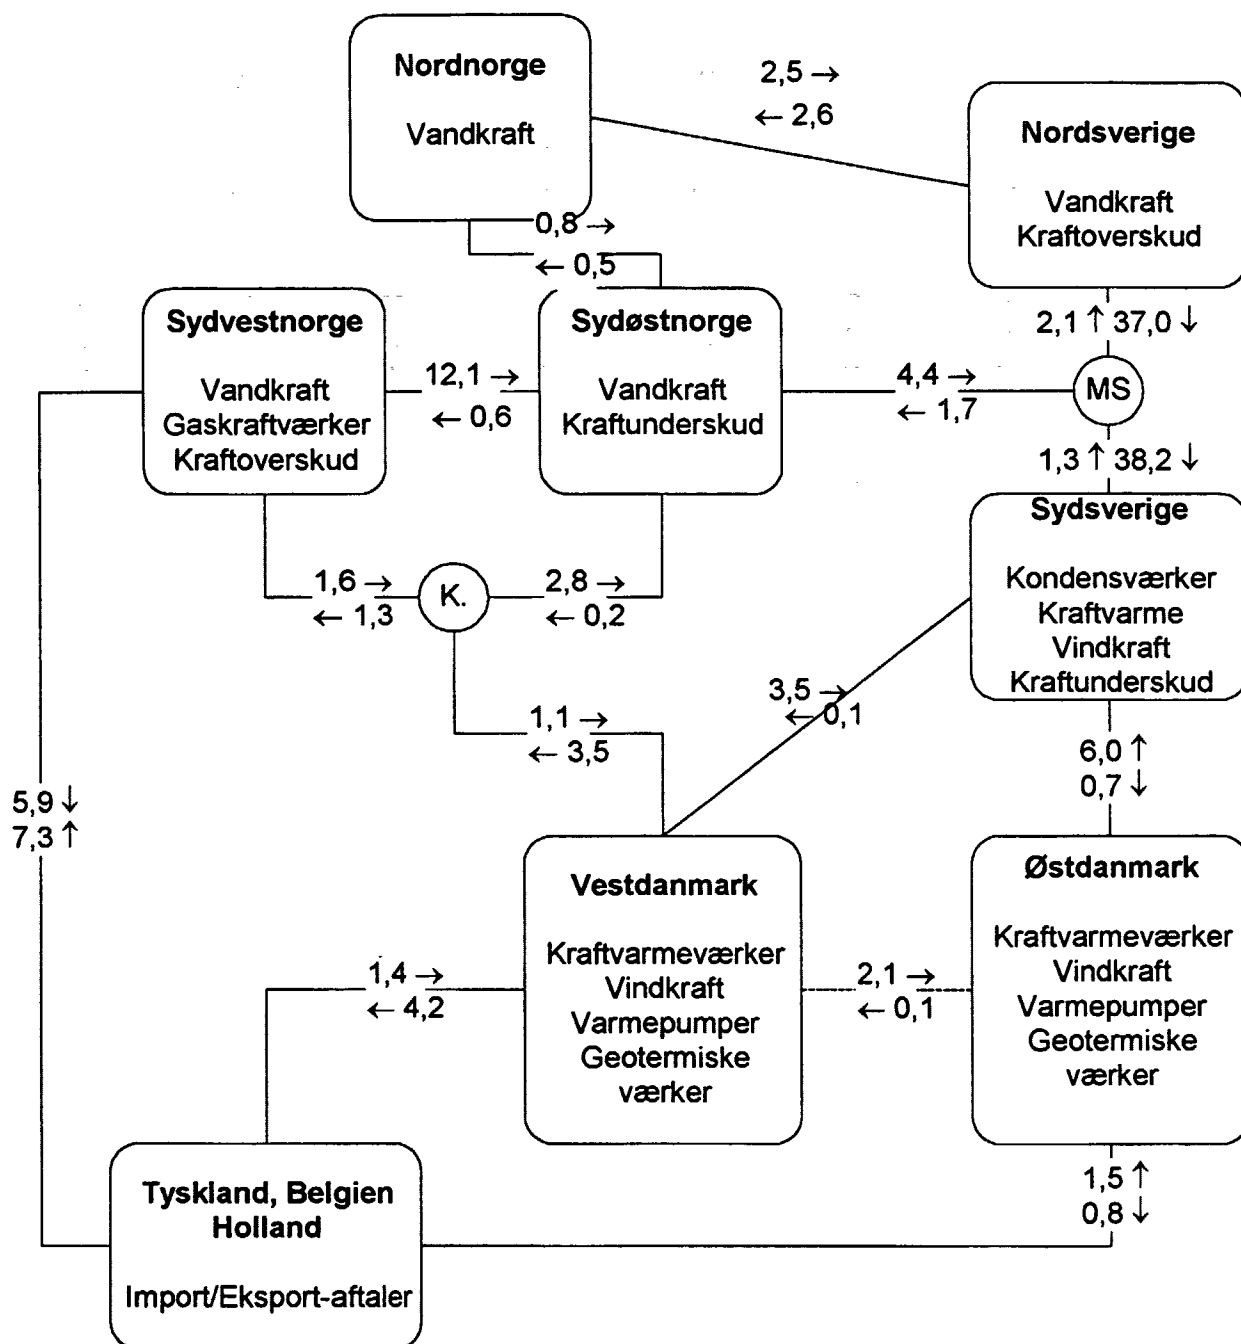 Nordnorge
Vandkraft
2,5 →
← 2,6
Nordsverige
Vandkraft
Kraftoverskud
0,8 →
← 0,5
Sydvestnorge
Vandkraft
Gaskraftværker
Kraftoverskud
12,1 →
← 0,6
Sydøstnorge
Vandkraft
Kraftunderskud
4,4 →
← 1,7
2,1 ↑ 37,0 ↓
MS
1,3 ↑ 38,2 ↓
1,6 →
← 1,3
K.
2,8 →
← 0,2
Sydsverige
Kondensværker
Kraftvarme
Vindkraft
Kraftunderskud
1,1 →
← 3,5
3,5 →
← 0,1
6,0 ↑
0,7 ↓
5,9 ↓
7,3 ↑
Vestdanmark
Kraftvarmeværker
Vindkraft
Varmepumper
Geotermiske
værker
2,1 →
← 0,1
Østdanmark
Kraftvarmeværker
Vindkraft
Varmepumper
Geotermiske
værker
1,4 →
← 4,2
Tyskland, Belgien
Holland
Import/Eksport-aftaler
1,5 ↑
0,8 ↓